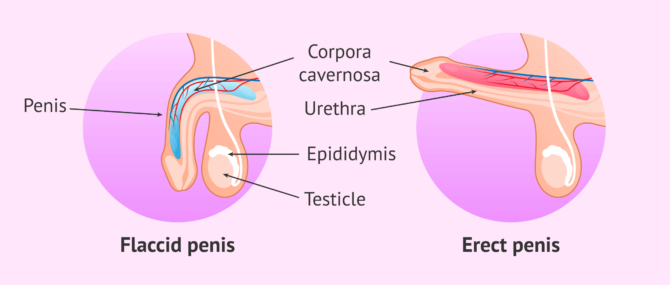 Corpora
cavernosa
Penis
Urethra
Epididymis
Testicle
Flaccid penis
Erect penis